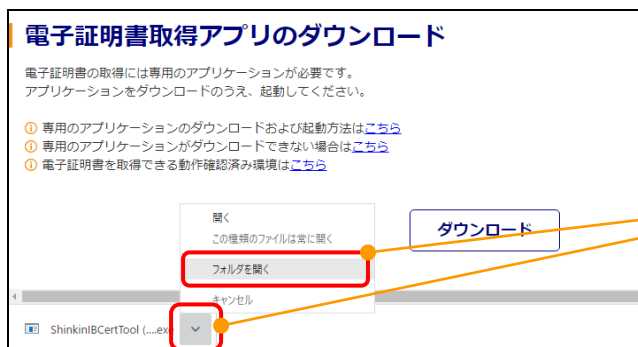 電子証明書取得アプリのダウンロード
電子証明書の取得には専用のアプリケーションが必要です。
アプリケーションをダウンロードのうえ、起動してください。
専用のアプリケーションのダウンロードおよび起動方法はこちら
専用のアプリケーションがダウンロードできない場合はこちら
電子証明書を取得できる動作確認済み環境はこちら
開く
この種類のファイルは常に開く
フォルダを開く
キャンセル
ダウンロード
ShinkinIBCertTool (....exe